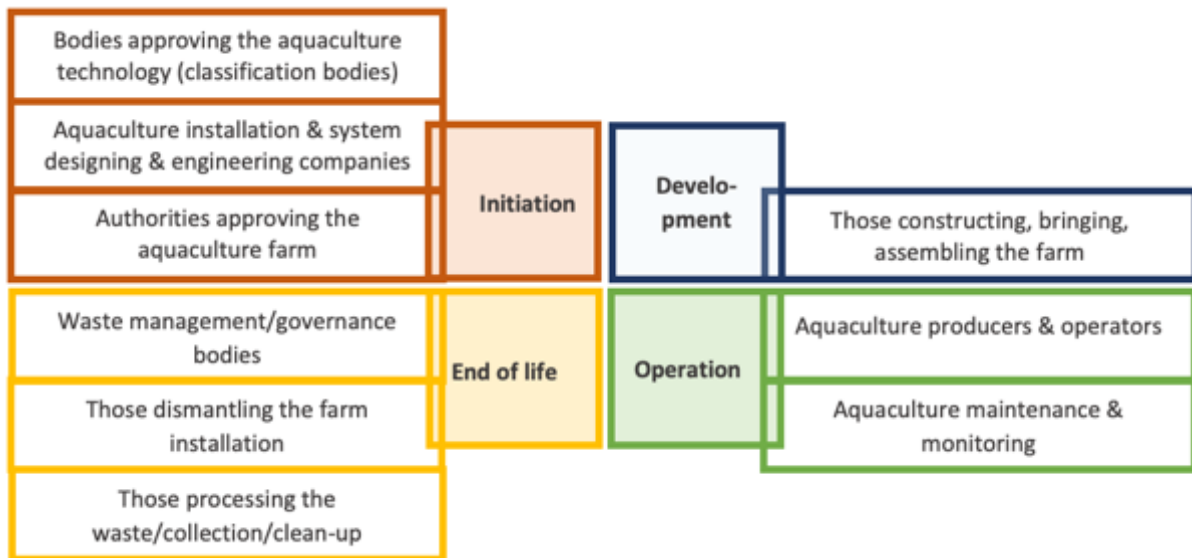 Bodies approving the aquaculture
technology (classification bodies)
Aquaculture installation & system
designing & engineering companies
Authorities approving the
aquaculture farm
Initiation
Develo-
pment
Those constructing, bringing,
assembling the farm
Waste management/governance
bodies
Those dismantling the farm
installation
Those processing the
waste/collection/clean-up
End of life
Operation
Aquaculture producers & operators
Aquaculture maintenance &
monitoring